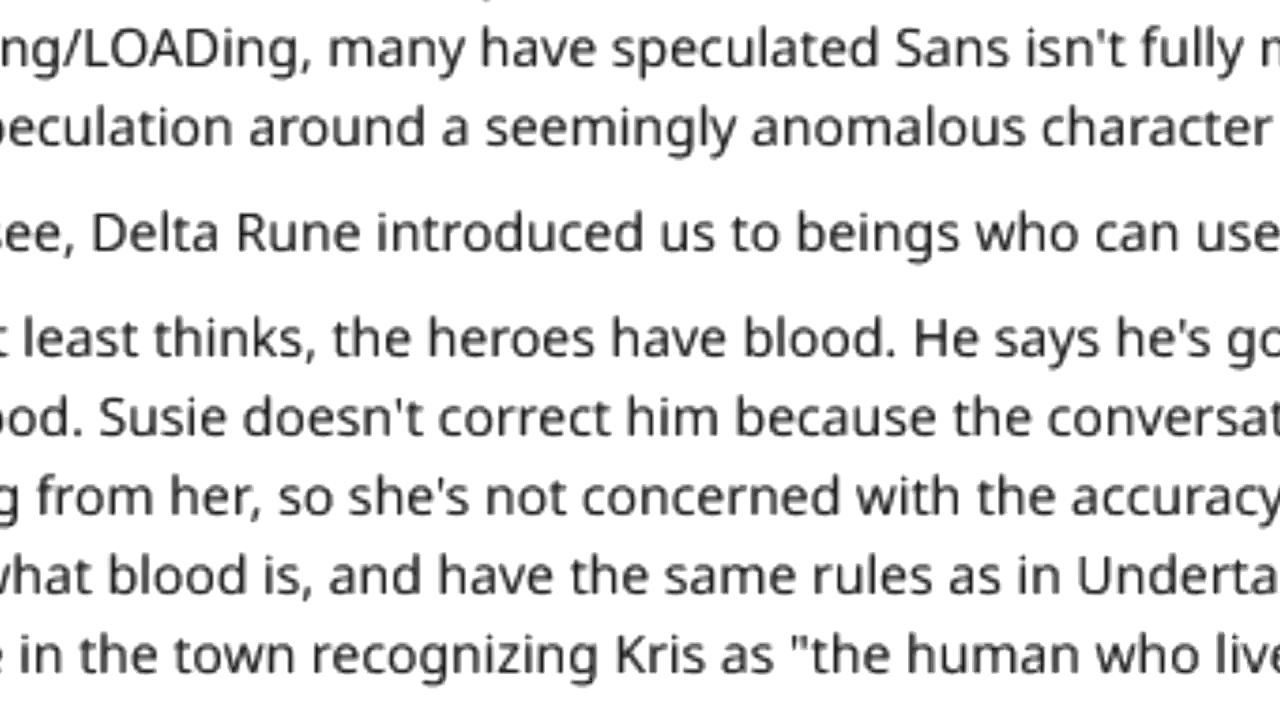 ng/LOADing, many have speculated Sans isn't fully
peculation around a seemingly anomalous character
see, Delta Rune introduced us to beings who can use
t least thinks, the heroes have blood. He says he's go
ood. Susie doesn't correct him because the conversat
g from her, so she's not concerned with the accuracy
what blood is, and have the same rules as in Underta
e in the town recognizing Kris as "the human who live